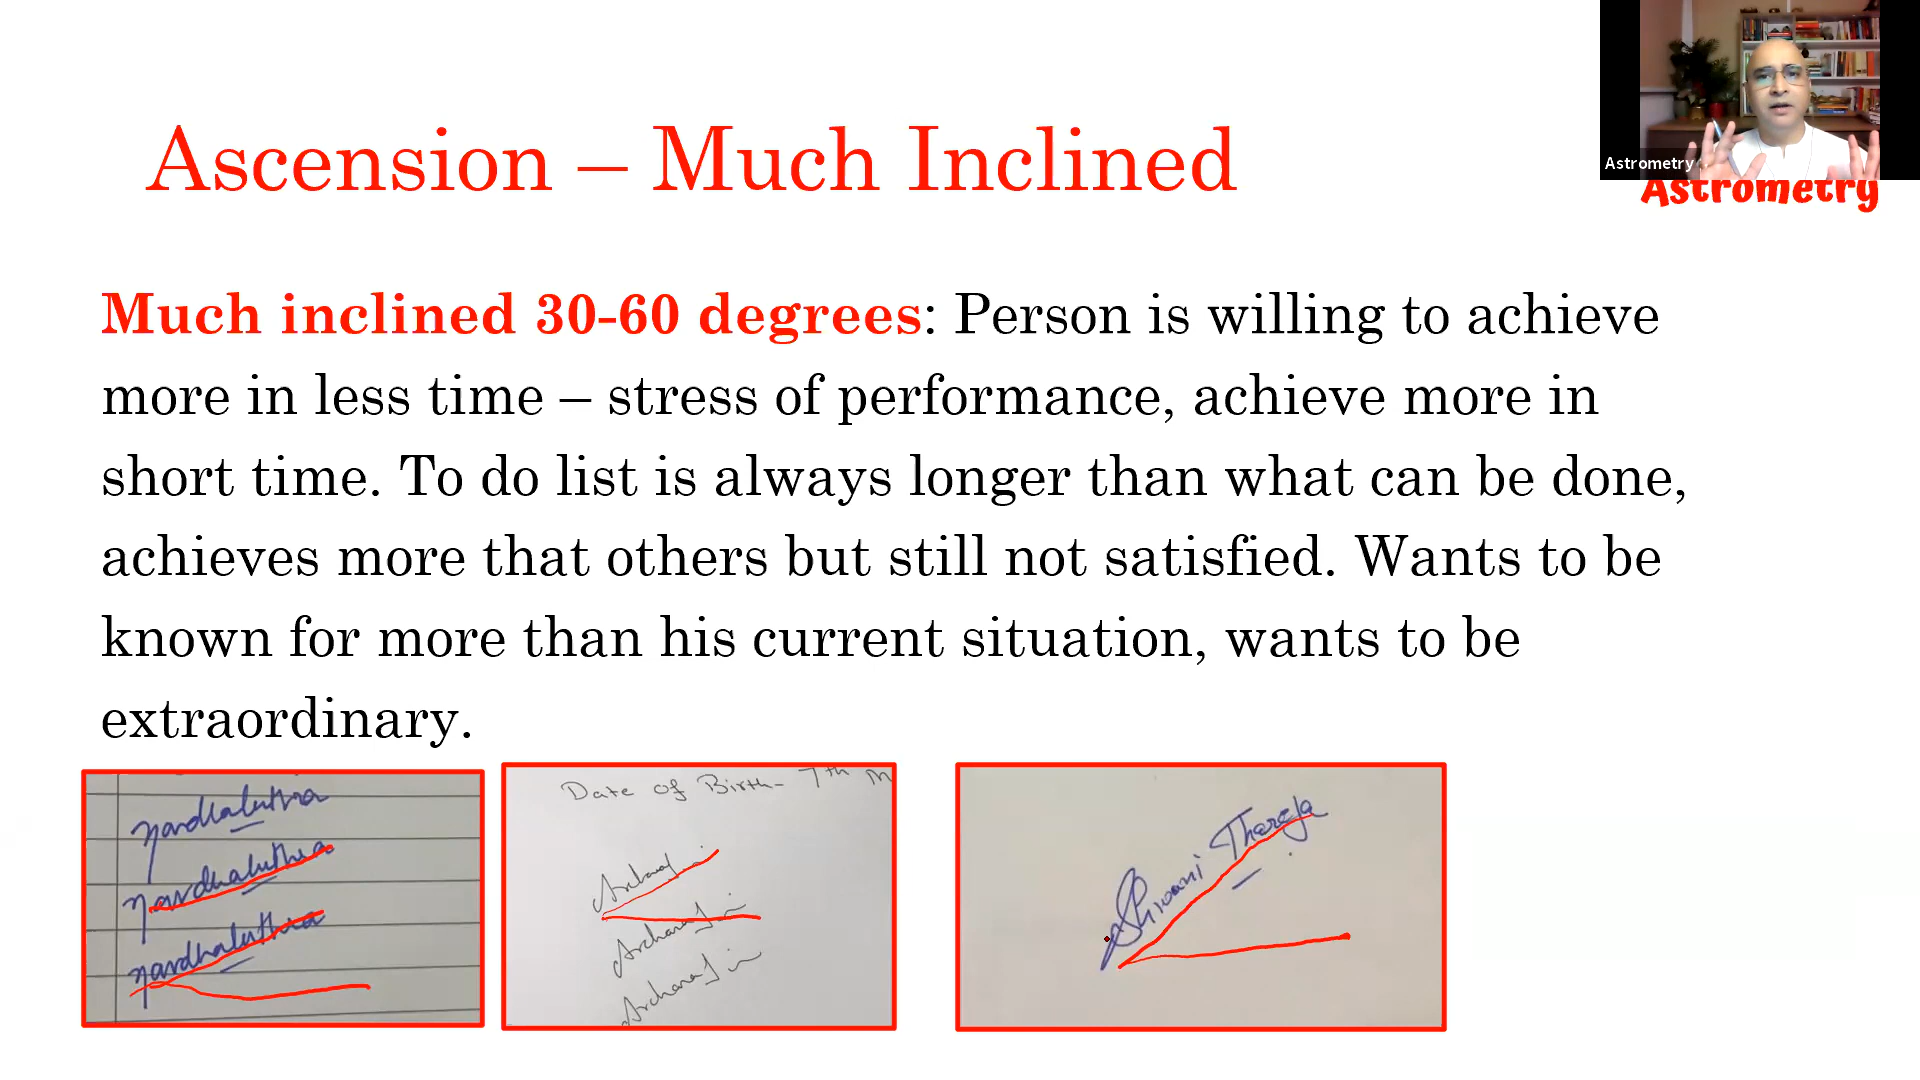 Ascension – Much Inclined
Astrometry
Astrometry
Much inclined 30-60 degrees: Person is willing to achieve
more in less time – stress of performance, achieve more in
short time. To do list is always longer than what can be done,
achieves more that others but still not satisfied. Wants to be
known for more than his current situation, wants to be
extraordinary.
Date of Birth- 7th M
Shivani Thareja